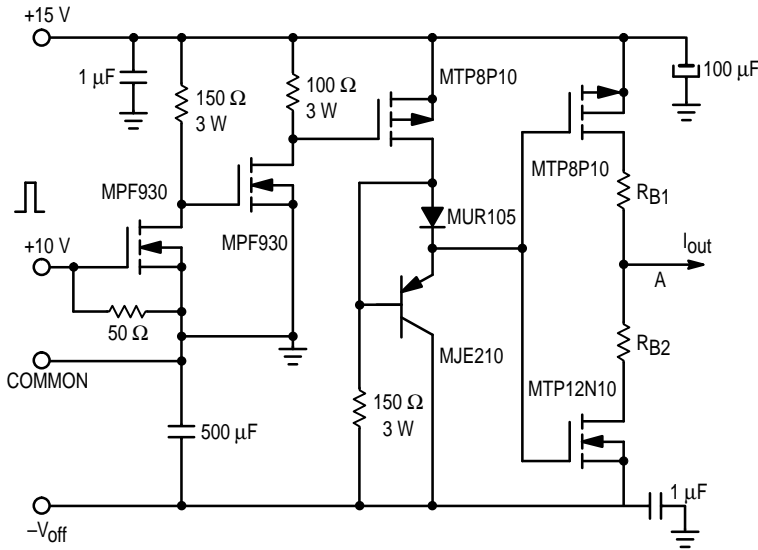 +15 V
1 μF
150 Ω
3 W
100 Ω
3 W
MTP8P10
100 μF
MPF930
MTP8P10
RB1
+10 V
MPF930
MUR105
Iout
A
50 Ω
COMMON
MJE210
RB2
MTP12N10
500 μF
150 Ω
3 W
1 μF
–Voff